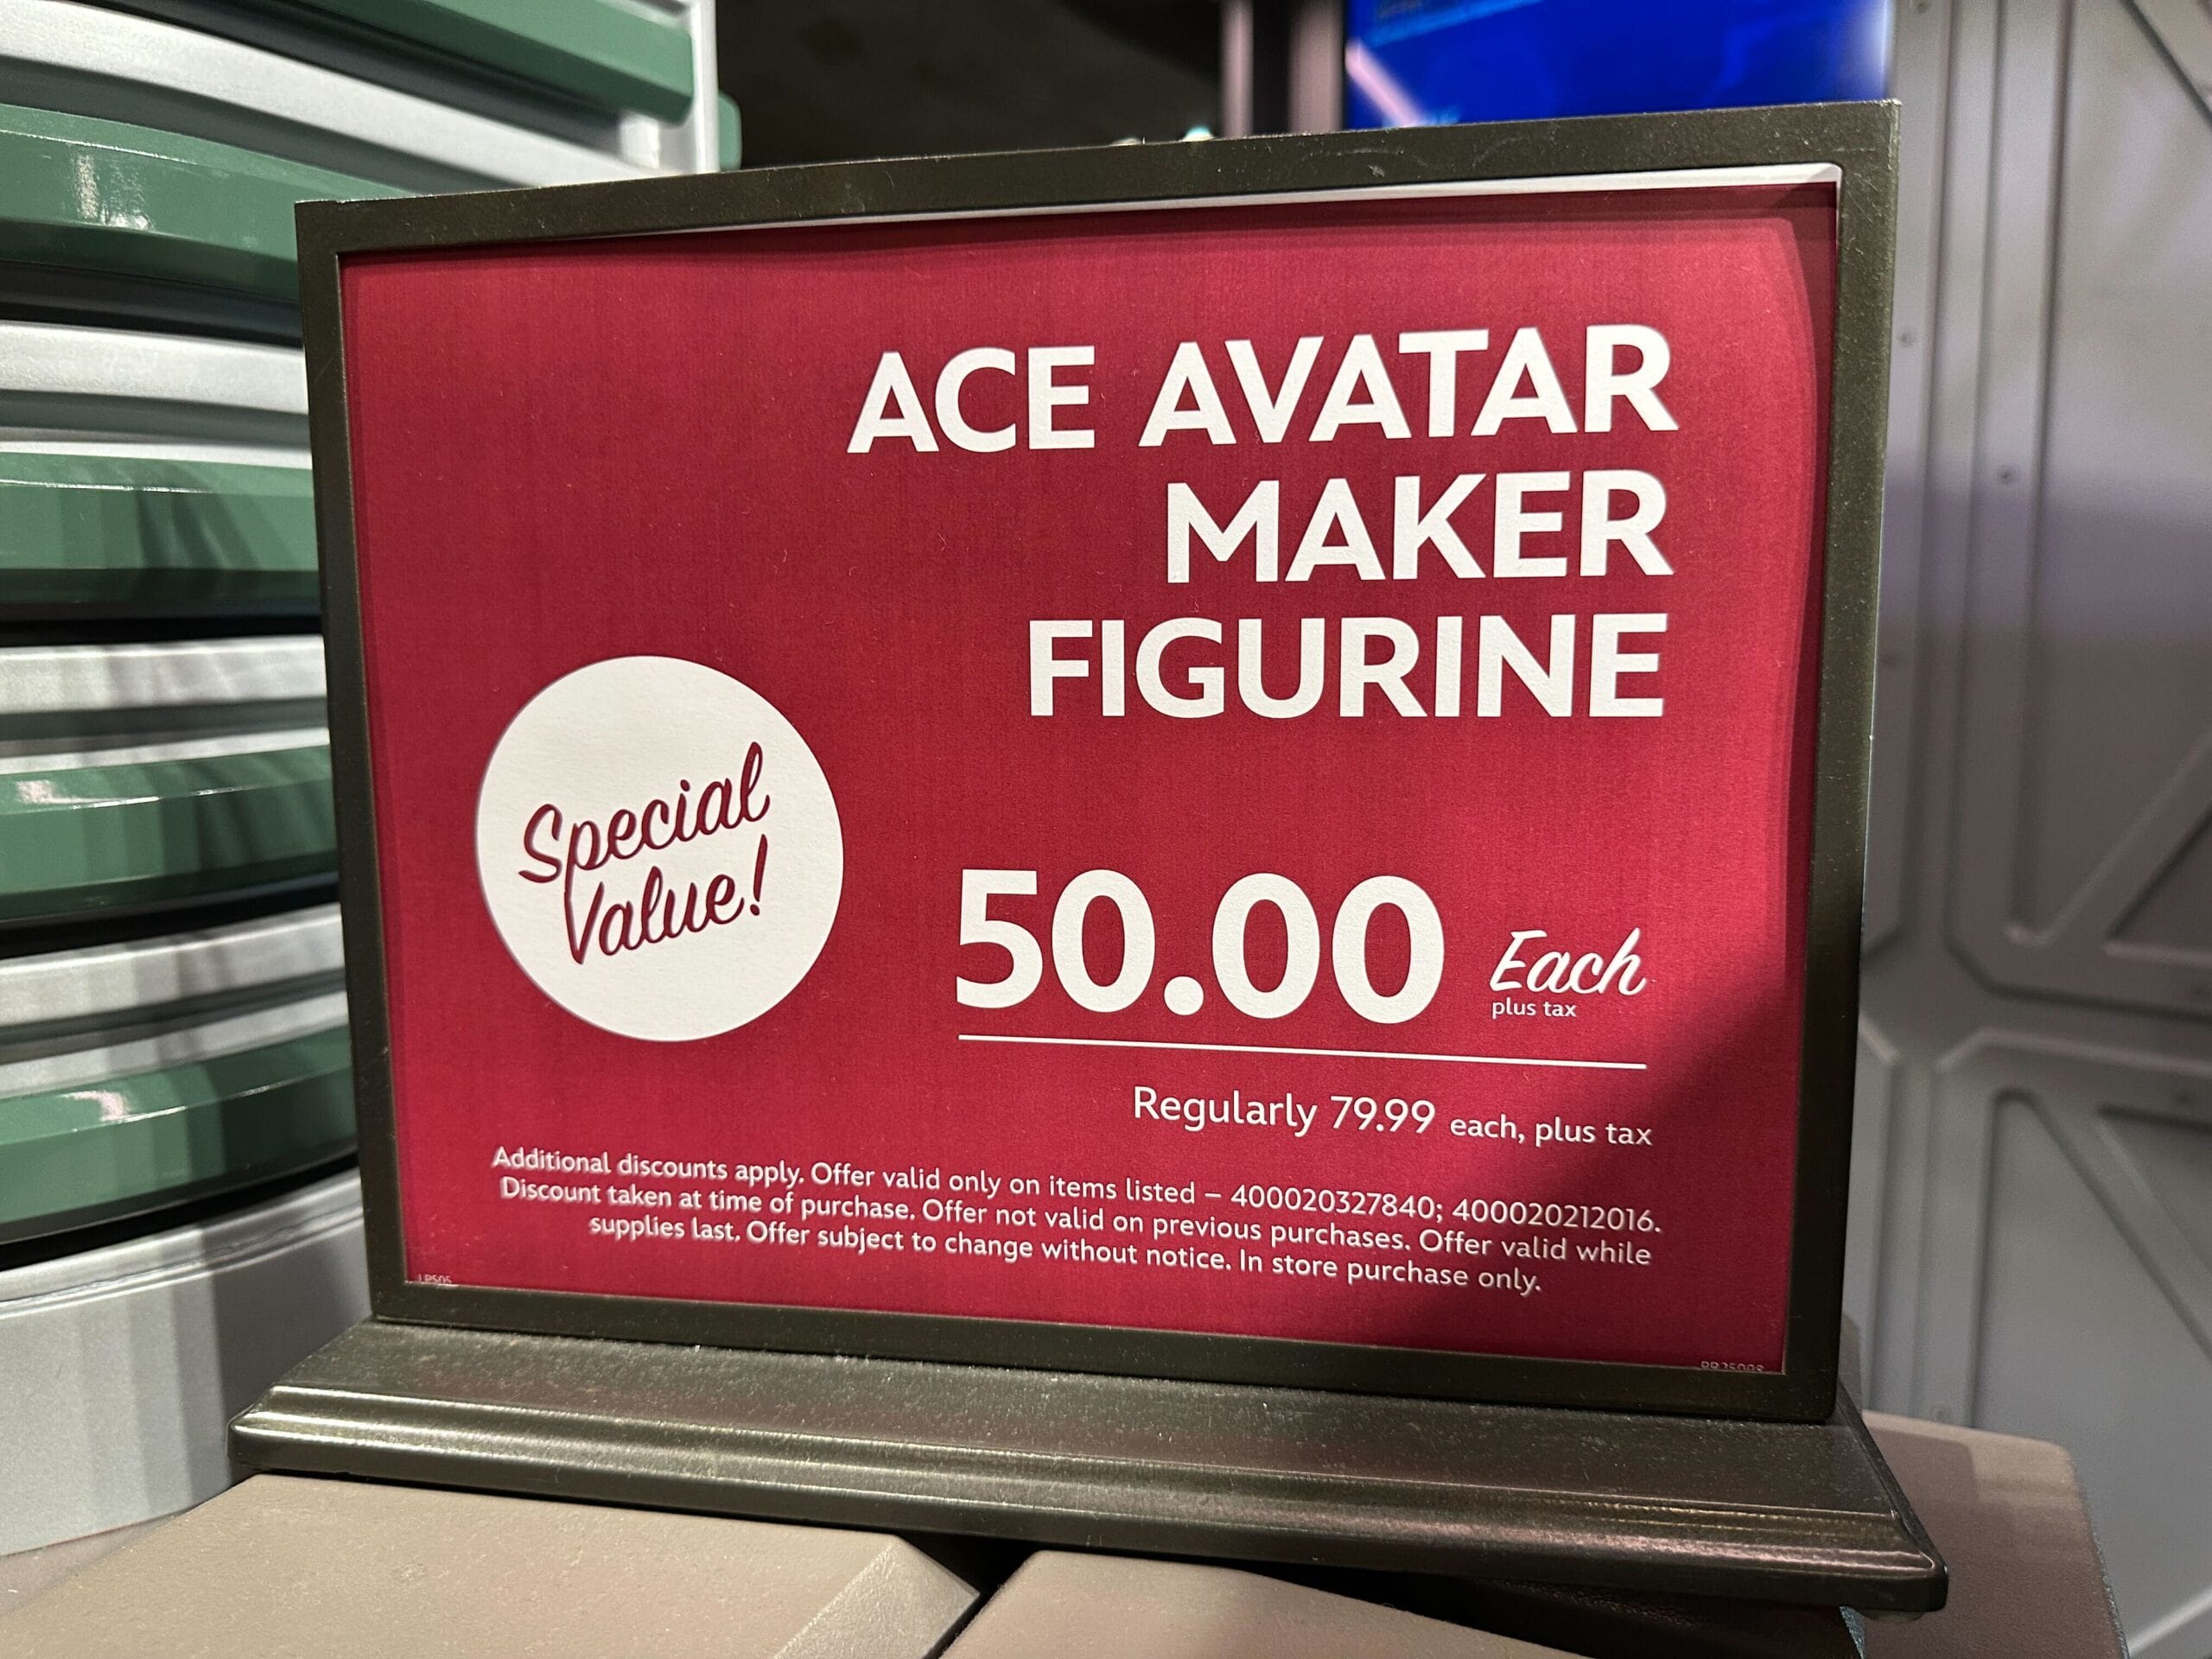 ACE AVATAR
MAKER
FIGURINE
Special
Value!
50.00 Each
plus tax
Regularly 79.99 each, plus tax
Additional discounts apply. Offer valid only on items listed – 400020327840; 400020212016.
Discount taken at time of purchase. Offer not valid on previous purchases. Offer valid while
supplies last. Offer subject to change without notice. In store purchase only.